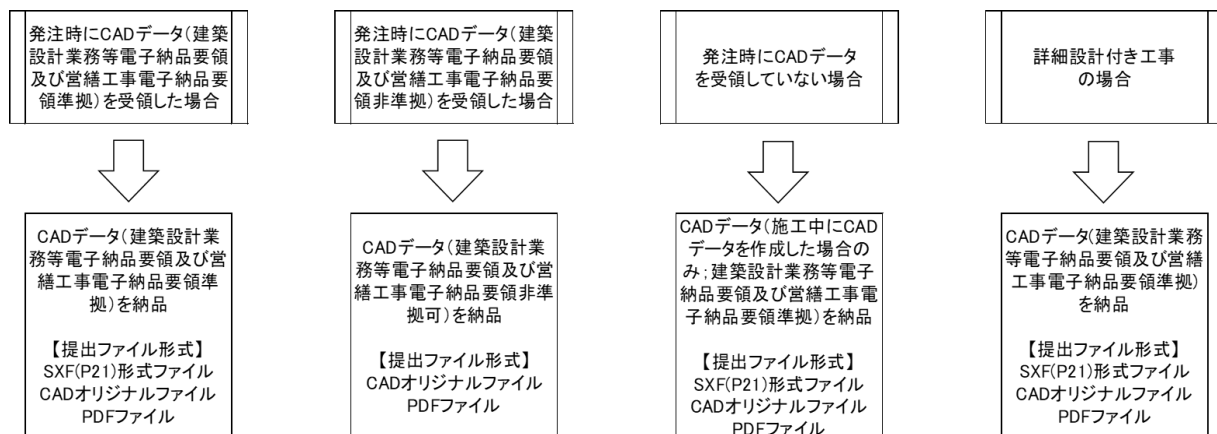 発注時にCADデータ(建築
設計業務等電子納品要領
及び営繕工事電子納品要
領準拠)を受領した場合
発注時にCADデータ(建築
設計業務等電子納品要領
及び営繕工事電子納品要
領非準拠)を受領した場合
発注時にCADデータ
を受領していない場合
詳細設計付き工事
の場合
CADデータ(建築設計業
務等電子納品要領及び営
繕工事電子納品要領準
拠)を納品
【提出ファイル形式】
SXF(P21)形式ファイル
CADオリジナルファイル
PDFファイル
CADデータ(建築設計業
務等電子納品要領及び営
繕工事電子納品要領非準
拠可)を納品
【提出ファイル形式】
CADオリジナルファイル
PDFファイル
CADデータ(施工中にCAD
データを作成した場合の
み;建築設計業務等電子
納品要領及び営繕工事電
子納品要領準拠)を納品
【提出ファイル形式】
SXF(P21)形式ファイル
CADオリジナルファイル
PDFファイル
CADデータ(建築設計業務
等電子納品要領及び営繕
工事電子納品要領準拠)
を納品
【提出ファイル形式】
SXF(P21)形式ファイル
CADオリジナルファイル
PDFファイル